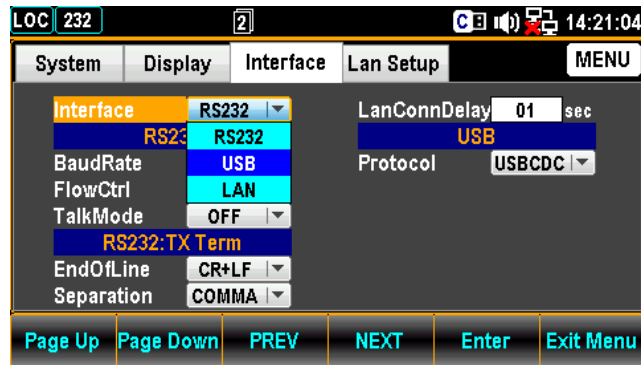 LOC 232 2 C 14:21:04
System Display Interface Lan Setup MENU
Interface RS232 LanConnDelay 01 sec
RS23 RS232 USB
BaudRate USB Protocol USBCDC
FlowCtrl LAN
TalkMode OFF
RS232:TX Term
EndOfLine CR+LF
Separation COMMA
Page Up Page Down PREV NEXT Enter Exit Menu